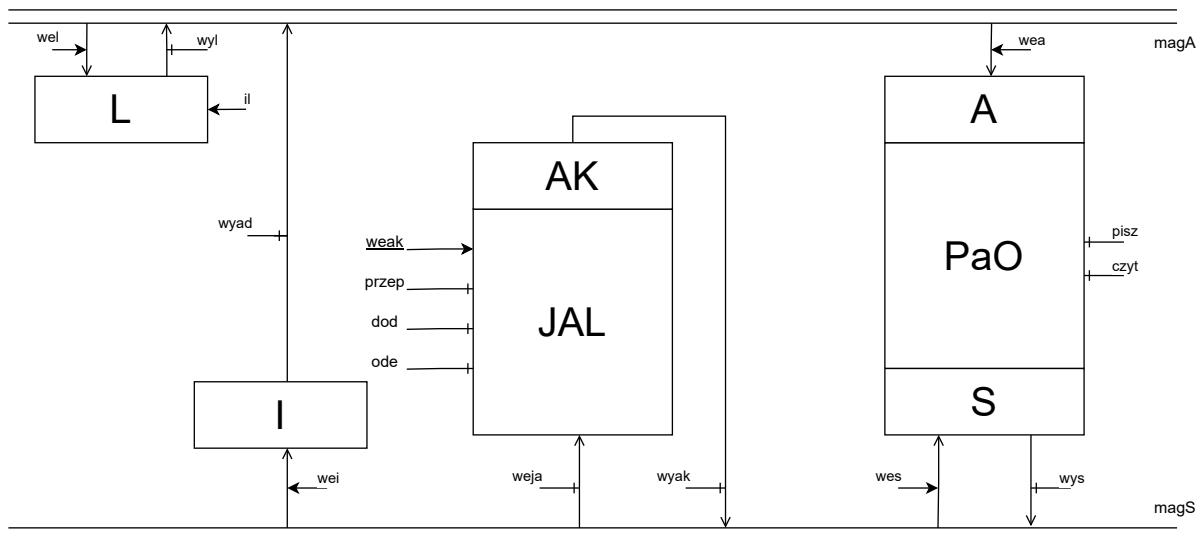 wel
wyl
wea
magA
L
il
A
AK
wyad
weak
pisz
PaO
czyt
przep
dod
JAL
ode
I
S
wei
weja
wyak
wes
wys
magS